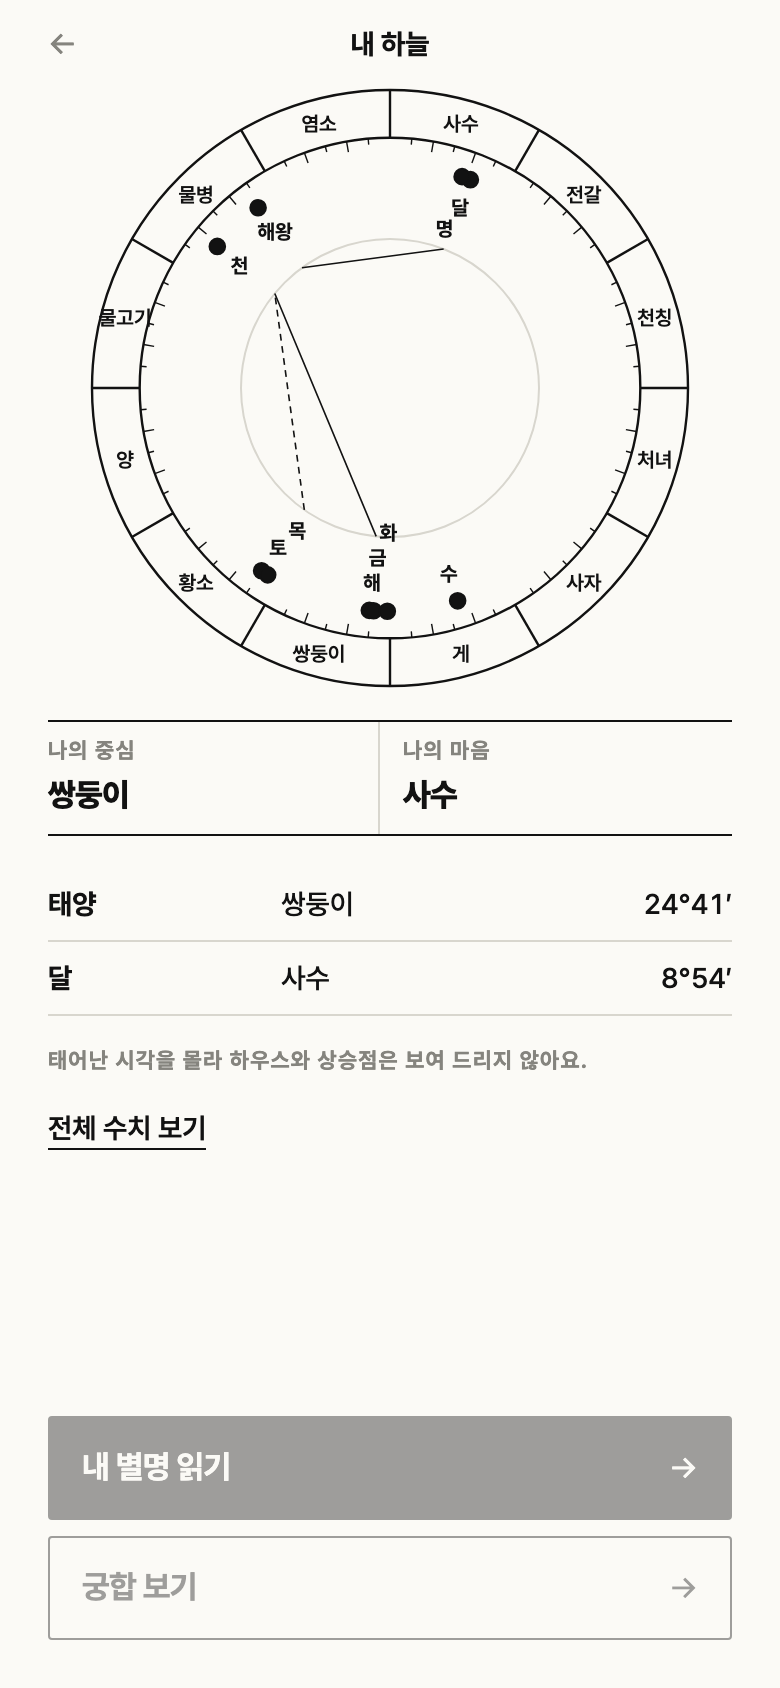 내 하늘
염소
사수
물병
전갈
달
해왕
명
천
물고기
천칭
양
처녀
목
화
토
금
수
황소
해
사자
쌍둥이
게
나의 중심
나의 마음
쌍둥이
사수
태양 쌍둥이 24°41′
달 사수 8°54′
태어난 시각을 몰라 하우스와 상승점은 보여 드리지 않아요.
전체 수치 보기
내 별명 읽기 →
궁합 보기 →